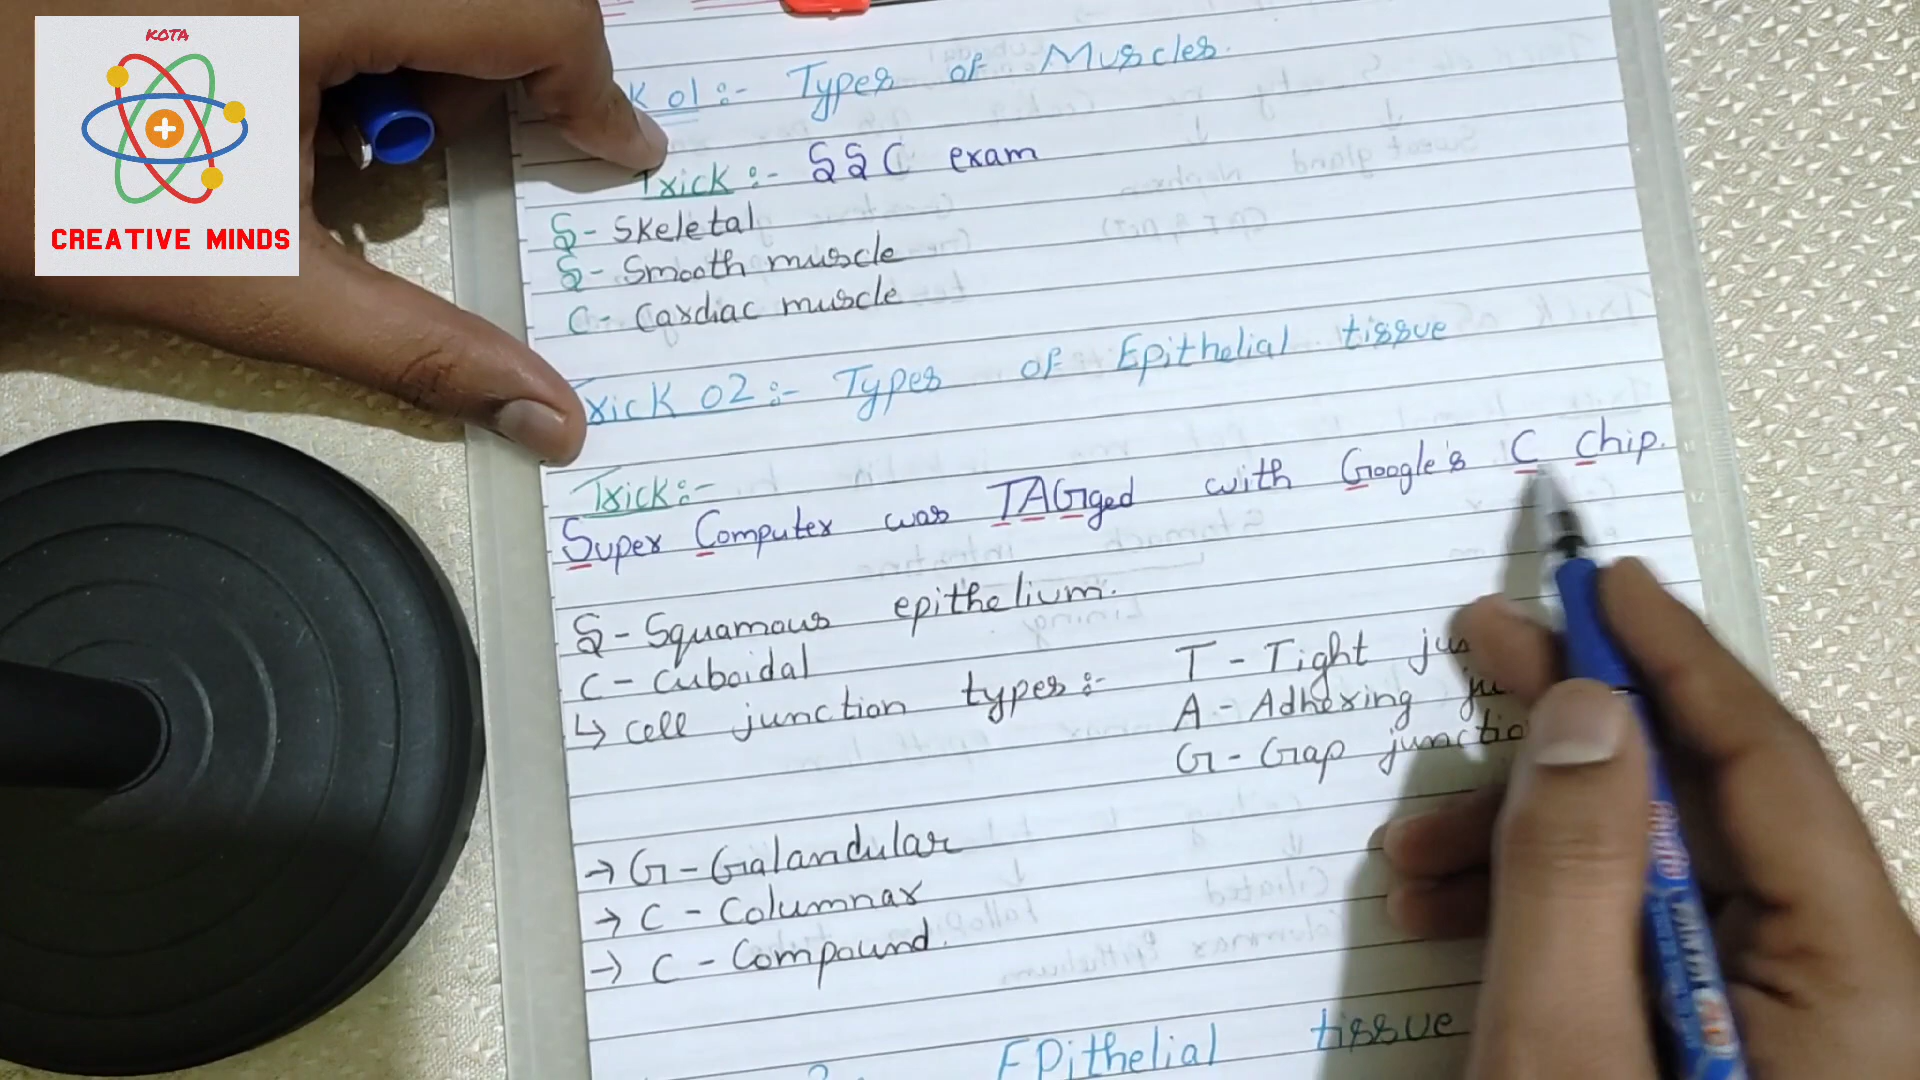 KOTA
CREATIVE MINDS
K 01:- Types of Muscles.
Trick:- SSC exam
S- Skeletal
S- Smooth muscle
C- Cardiac muscle
Trick 02:- Types of Epithelial tissue
Trick:-
Super Computer was TAGged with Google's C Chip.
S- Squamous epithelium.
C- Cuboidal
↳ cell junction types:- T - Tight
A - Adhering
G - Gap junctio
→ G - Galandular
→ C - Columnar
→ C - Compound.
Epithelial tissue